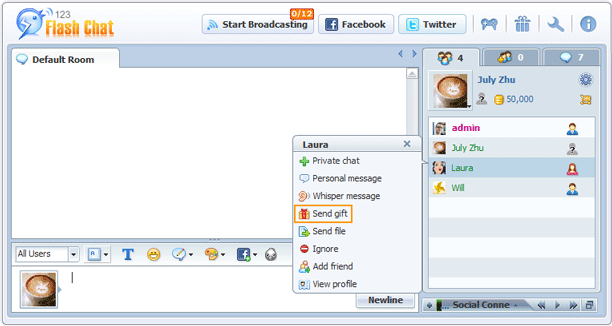 123
Flash Chat
Start Broadcasting
0/12
Facebook
Twitter
Default Room
4
0
7
July Zhu
50,000
admin
July Zhu
Laura
Will
Laura
Private chat
Personal message
Whisper message
Send gift
Send file
Ignore
Add friend
View profile
All Users
A
T
Newline
... Social Conne